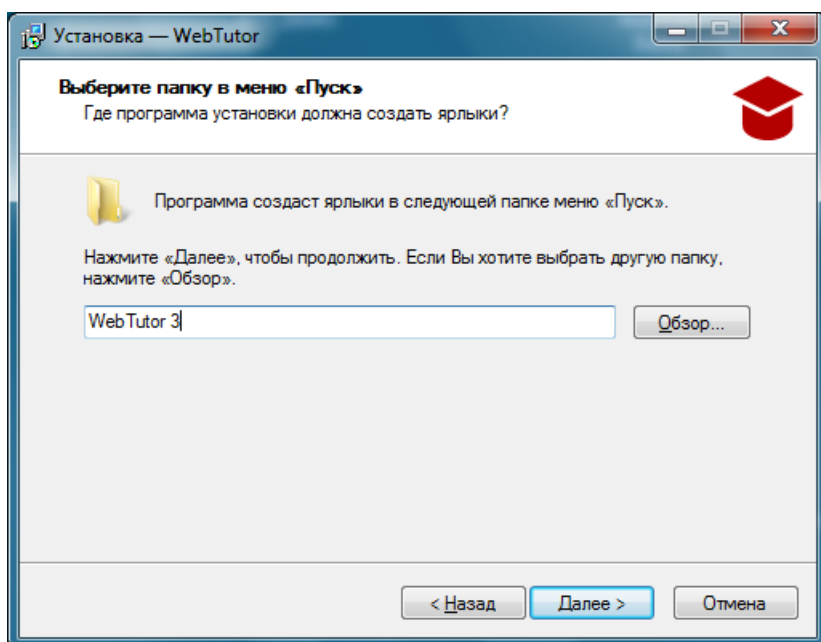 Установка — WebTutor
Выберите папку в меню «Пуск»
Где программа установки должна создать ярлыки?
Программа создаст ярлыки в следующей папке меню «Пуск».
Нажмите «Далее», чтобы продолжить. Если Вы хотите выбрать другую папку,
нажмите «Обзор».
WebTutor 3
Обзор...
< Назад
Далее >
Отмена